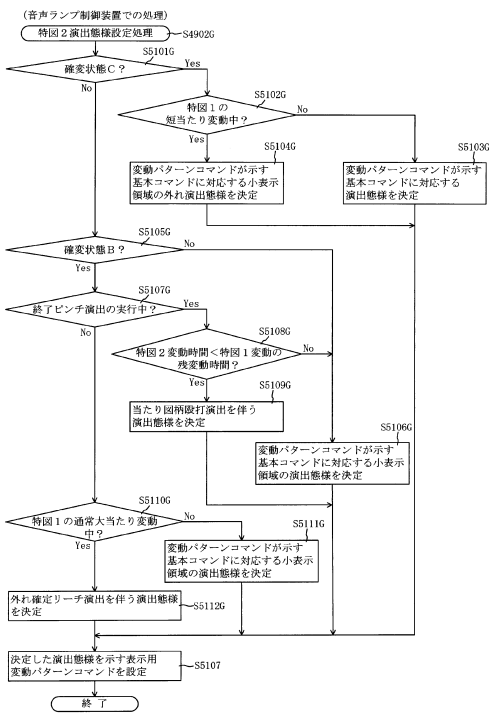 (音声ランプ制御装置での処理)
特図2演出態様設定処理
S4902G
S5101G
確変状態C?
Yes
No
S5102G
特図1の
短当たり変動中?
No
Yes
S5104G
変動パターンコマンドが示す
基本コマンドに対応する小表示
領域の外れ演出態様を決定
S5103G
変動パターンコマンドが示す
基本コマンドに対応する
演出態様を決定
S5105G
確変状態B?
No
Yes
S5107G
終了ピンチ演出の実行中?
Yes
No
S5108G
特図2変動時間<特図1変動の
残変動時間?
No
Yes
S5109G
当たり図柄殴打演出を伴う
演出態様を決定
S5106G
変動パターンコマンドが示す
基本コマンドに対応する小表示
領域の演出態様を決定
S5110G
特図1の通常大当たり変動
中?
No
Yes
S5111G
変動パターンコマンドが示す
基本コマンドに対応する小表示
領域の演出態様を決定
外れ確定リーチ演出を伴う演出態様
を決定
S5112G
決定した演出態様を示す表示用
変動パターンコマンドを設定
S5107
終了